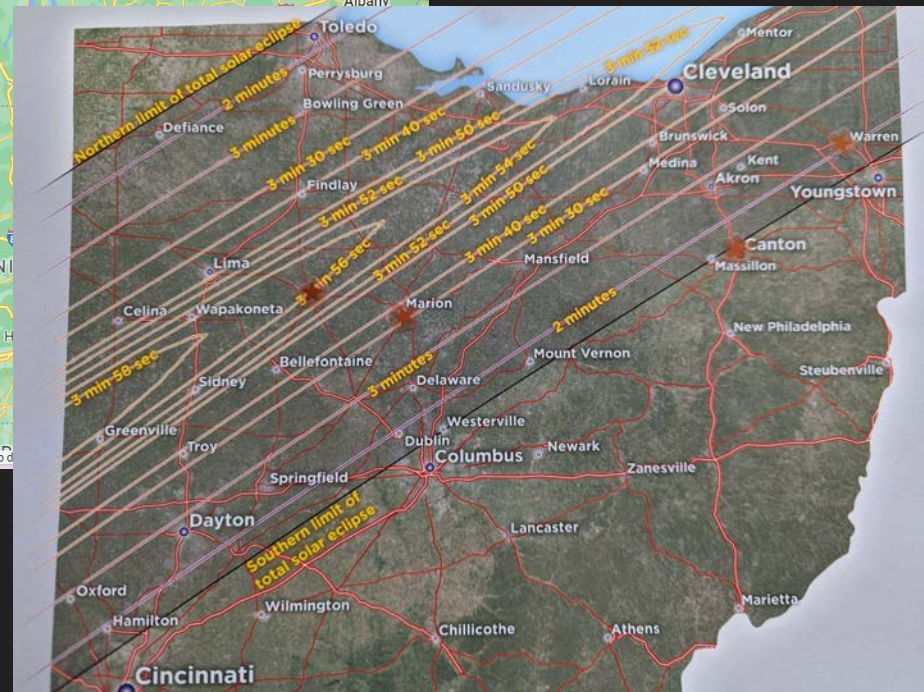 Albany
Toledo
Northern limit of total solar eclipse
Perrysburg
2 minutes
Bowling Green
Defiance
3 minutes
Mentor
3 min 52 sec
Cleveland
Sandusky
Lorain
Solon
3 min 40 sec
3 min 50 sec
Brunswick
Warren
3 min 30 sec
3 min 54 sec
Medina
Kent
Akron
Youngstown
Findlay
3 min 52 sec
3 min 50 sec
3 min 40 sec
3 min 30 sec
3 min 56 sec
3 min 52 sec
Canton
Massillon
Mansfield
Lima
Marion
Celina
Wapakoneta
2 minutes
New Philadelphia
Steubenville
Bellefontaine
Mount Vernon
3 min 58 sec
Sidney
3 minutes
Delaware
Greenville
Troy
Westerville
Dublin
Columbus
Newark
Zanesville
Springfield
Southern limit of
total solar eclipse
Dayton
Lancaster
Oxford
Hamilton
Wilmington
Chillicothe
Athens
Marietta
Cincinnati